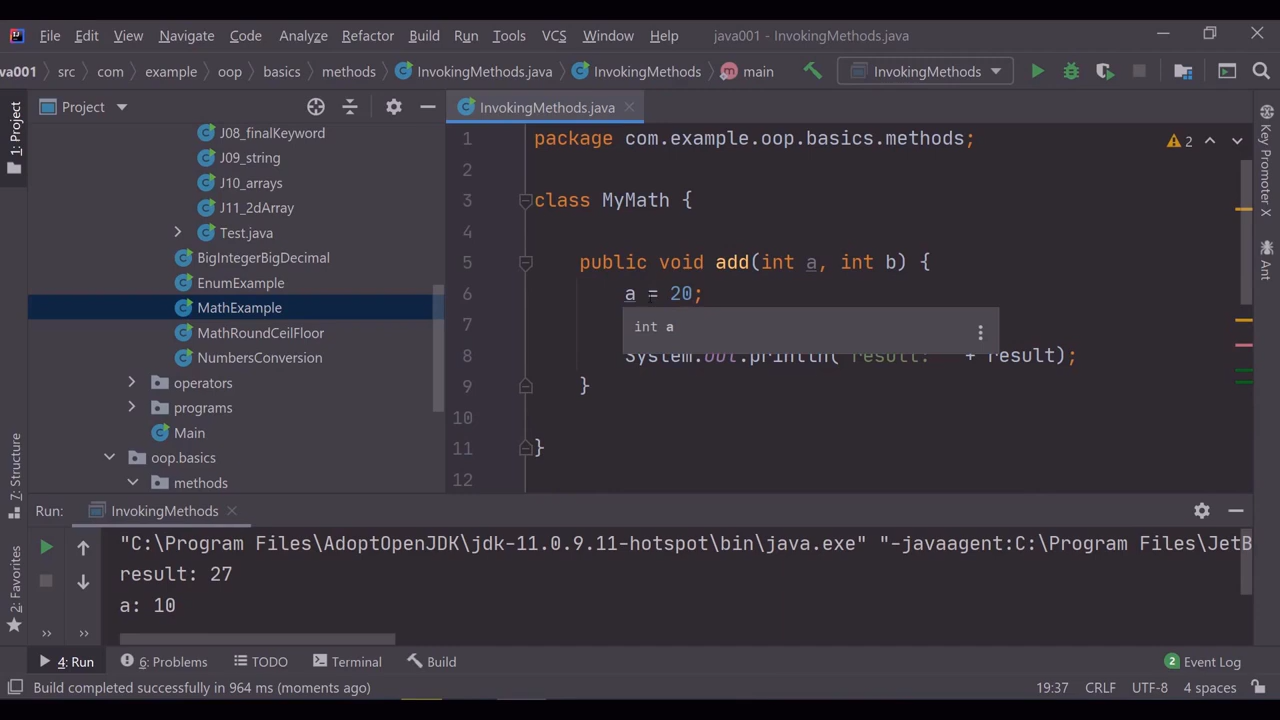 File Edit View Navigate Code Analyze Refactor Build Run Tools VCS Window Help java001 - InvokingMethods.java
va001 src com example oop basics methods InvokingMethods.java InvokingMethods main InvokingMethods
1: Project
Project
J08_finalKeyword
J09_string
J10_arrays
J11_2dArray
Test.java
BigIntegerBigDecimal
EnumExample
MathExample
MathRoundCeilFloor
NumbersConversion
operators
programs
Main
oop.basics
methods
InvokingMethods.java
1 package com.example.oop.basics.methods;
2
3 class MyMath {
4
5 public void add(int a, int b) {
6 a = 20;
7
int a
8 System.out.println("result: " + result);
9 }
10
11 }
12
2
Key Promoter X
Ant
7: Structure
2: Favorites
Run: InvokingMethods
"C:\Program Files\AdoptOpenJDK\jdk-11.0.9.11-hotspot\bin\java.exe" "-javaagent:C:\Program Files\JetB
result: 27
a: 10
4: Run 6: Problems TODO Terminal Build 2 Event Log
Build completed successfully in 964 ms (moments ago) 19:37 CRLF UTF-8 4 spaces